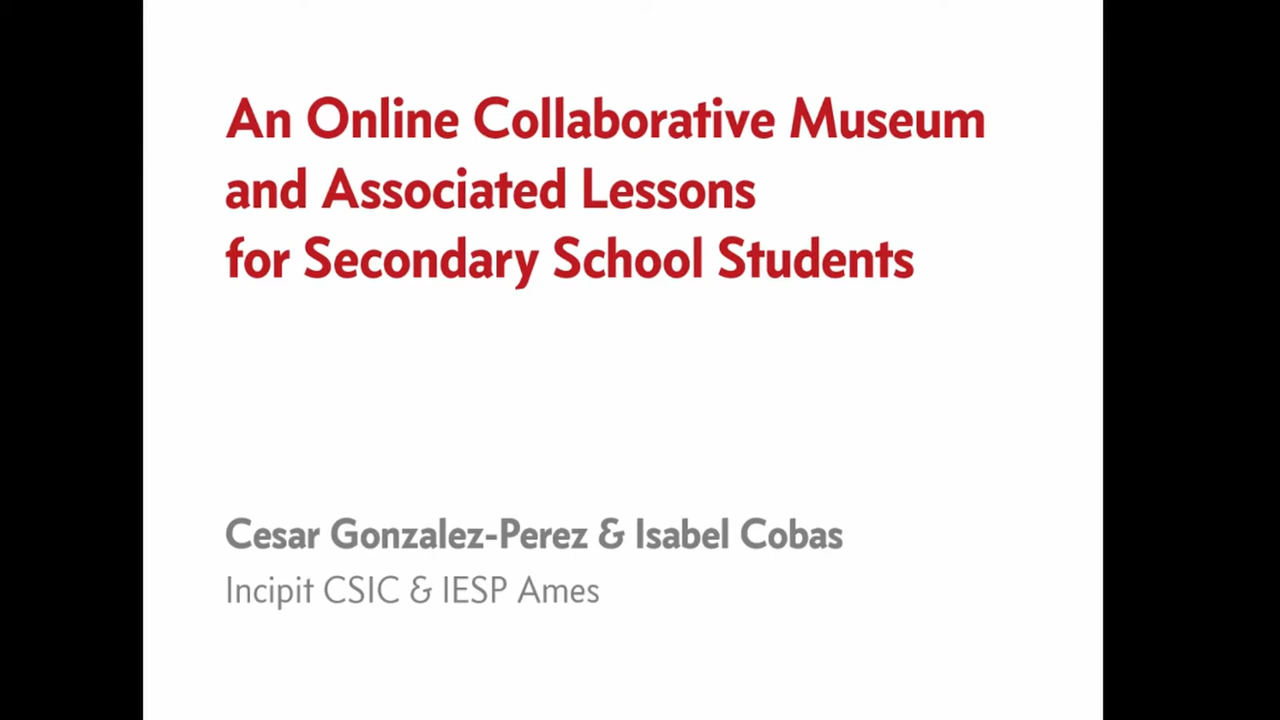 An Online Collaborative Museum
and Associated Lessons
for Secondary School Students
Cesar Gonzalez-Perez & Isabel Cobas
Incipit CSIC & IESP Ames